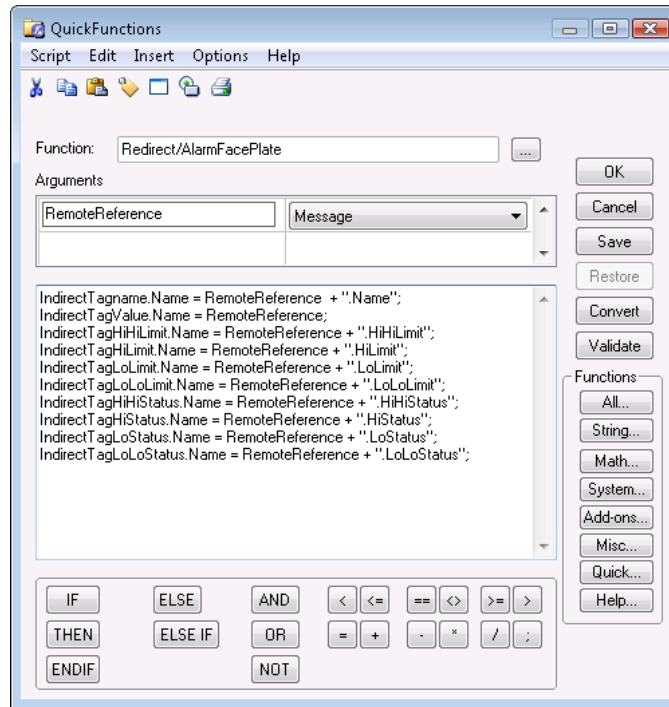 QuickFunctions
Script Edit Insert Options Help
Function: Redirect/AlarmFacePlate ...
Arguments
RemoteReference Message
OK
Cancel
Save
Restore
Convert
Validate
IndirectTagname.Name = RemoteReference + ".Name";
IndirectTagValue.Name = RemoteReference;
IndirectTagHiHiLimit.Name = RemoteReference + ".HiHiLimit";
IndirectTagHiLimit.Name = RemoteReference + ".HiLimit";
IndirectTagLoLimit.Name = RemoteReference + ".LoLimit";
IndirectTagLoLoLimit.Name = RemoteReference + ".LoLoLimit";
IndirectTagHiHiStatus.Name = RemoteReference + ".HiHiStatus";
IndirectTagHiStatus.Name = RemoteReference + ".HiStatus";
IndirectTagLoStatus.Name = RemoteReference + ".LoStatus";
IndirectTagLoLoStatus.Name = RemoteReference + ".LoLoStatus";
Functions
All...
String...
Math...
System...
Add-ons...
Misc...
Quick...
Help...
IF ELSE AND < <= == <> >= >
THEN ELSE IF OR = + - * / ;
ENDIF NOT